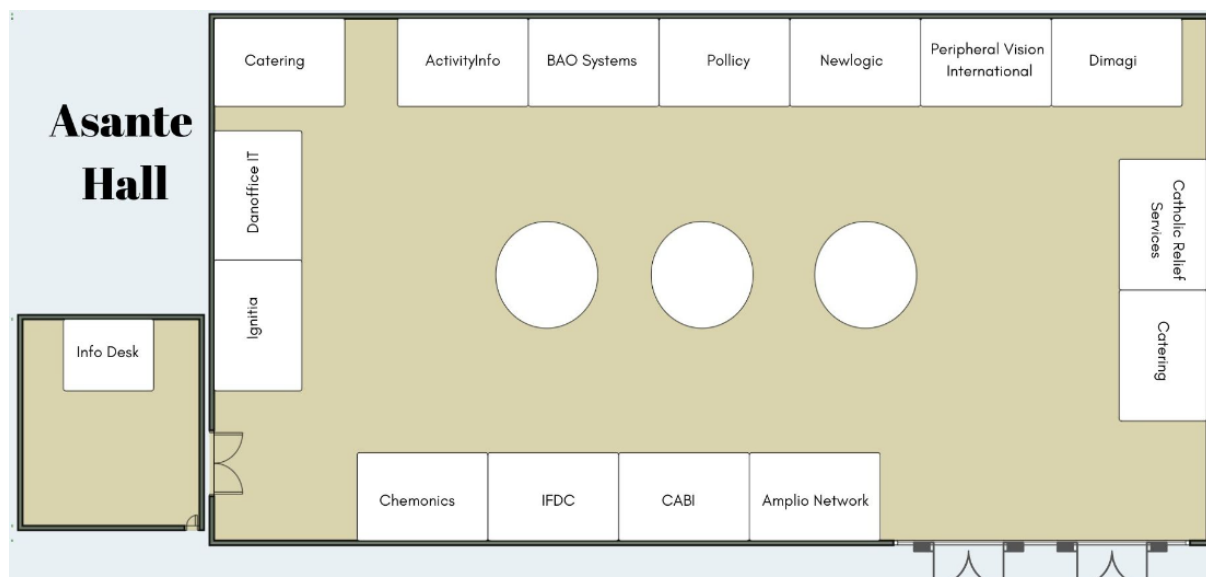 Asante
Hall
Catering
ActivityInfo
BAO Systems
Pollicy
Newlogic
Peripheral Vision
International
Dimagi
Danoffice IT
Ignitia
Catholic Relief
Services
Catering
Info Desk
Chemonics
IFDC
CABI
Amplio Network